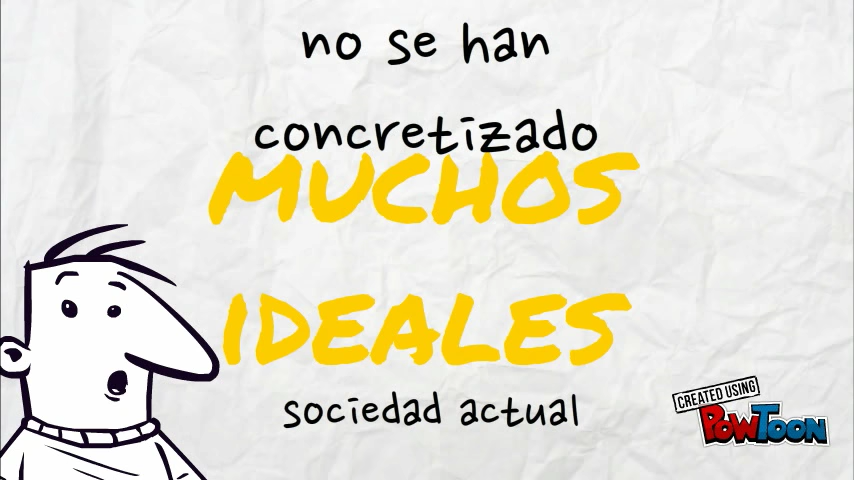 no se han
concretizado
MUCHOS
IDEALES
sociedad actual
CREATED USING
POWTOON